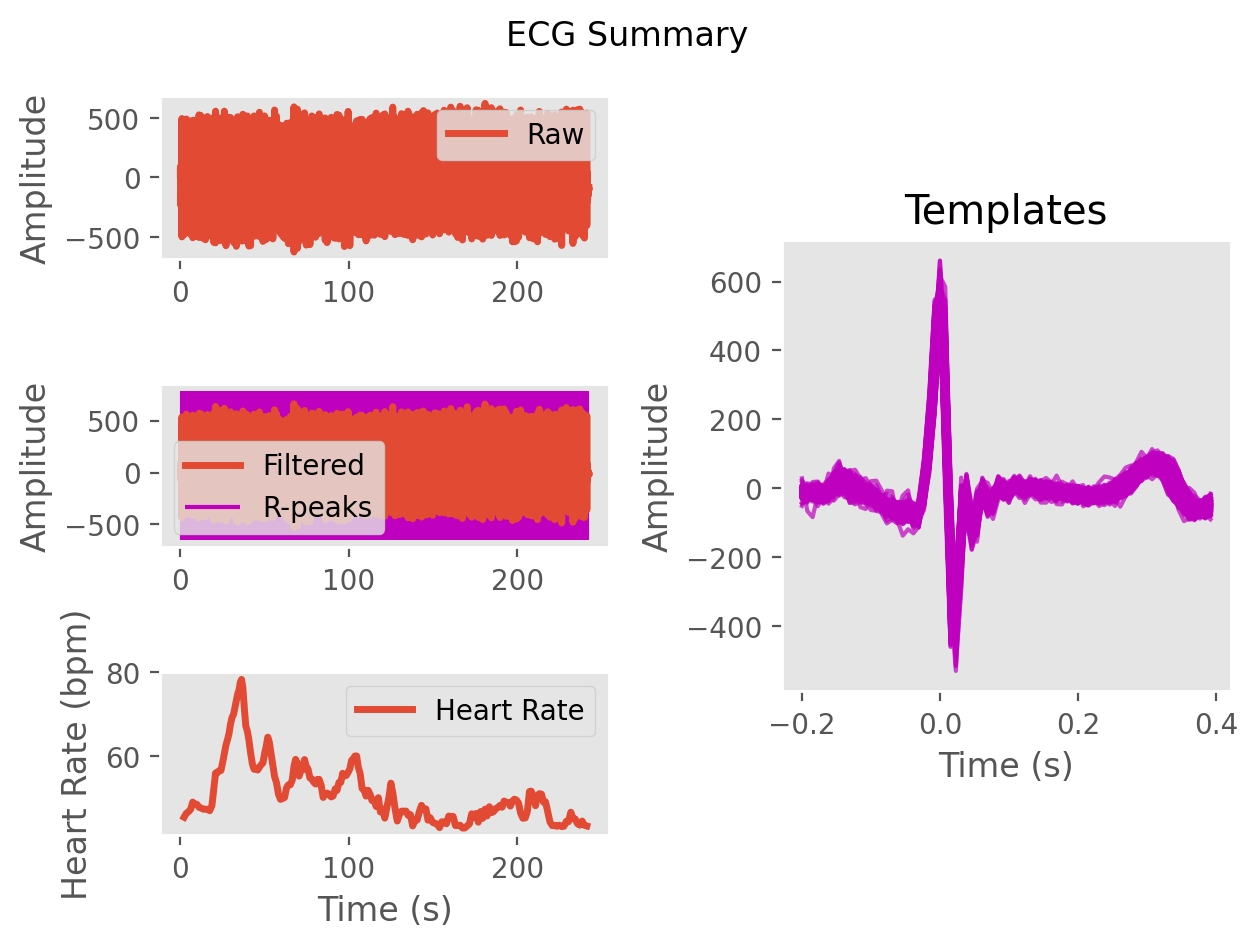 ECG Summary
Amplitude
500
0
−500
Raw
0 100 200
Amplitude
500
0
−500
Filtered
R-peaks
0 100 200
Heart Rate (bpm)
80
60
Heart Rate
0 100 200
Time (s)
Templates
Amplitude
600
400
200
0
−200
−400
−0.2 0.0 0.2 0.4
Time (s)